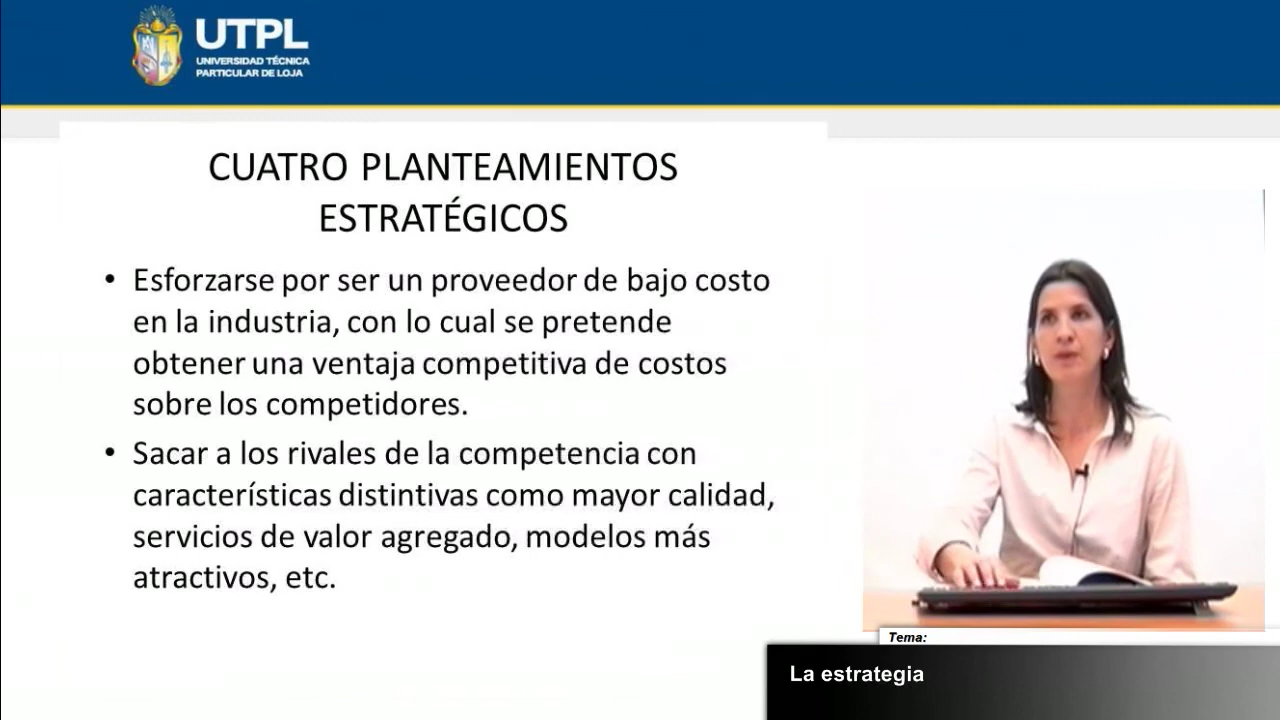 UTPL
UNIVERSIDAD TÉCNICA
PARTICULAR DE LOJA
CUATRO PLANTEAMIENTOS
ESTRATÉGICOS
• Esforzarse por ser un proveedor de bajo costo
en la industria, con lo cual se pretende
obtener una ventaja competitiva de costos
sobre los competidores.
• Sacar a los rivales de la competencia con
características distintivas como mayor calidad,
servicios de valor agregado, modelos más
atractivos, etc.
Tema:
La estrategia